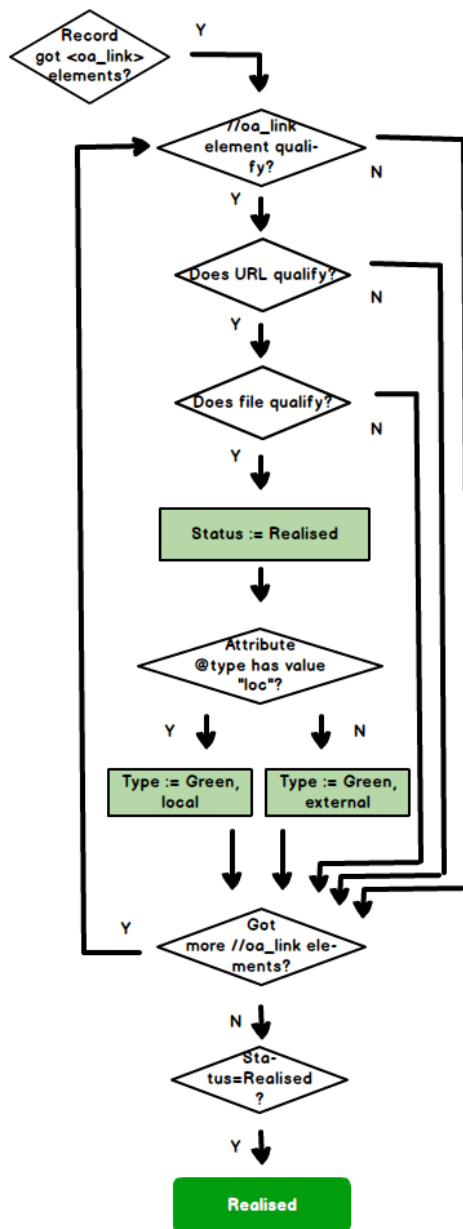 Record
got <oa_link>
elements?
Y
//oa_link
element quali-
fy?
N
Y
Does URL qualify?
N
Y
Does file qualify?
N
Y
Status := Realised
Attribute
@type has value
"loc"?
Y
N
Type := Green,
local
Type := Green,
external
Got
more //oa_link ele-
ments?
Y
N
Sta-
tus=Realised
?
Y
Realised